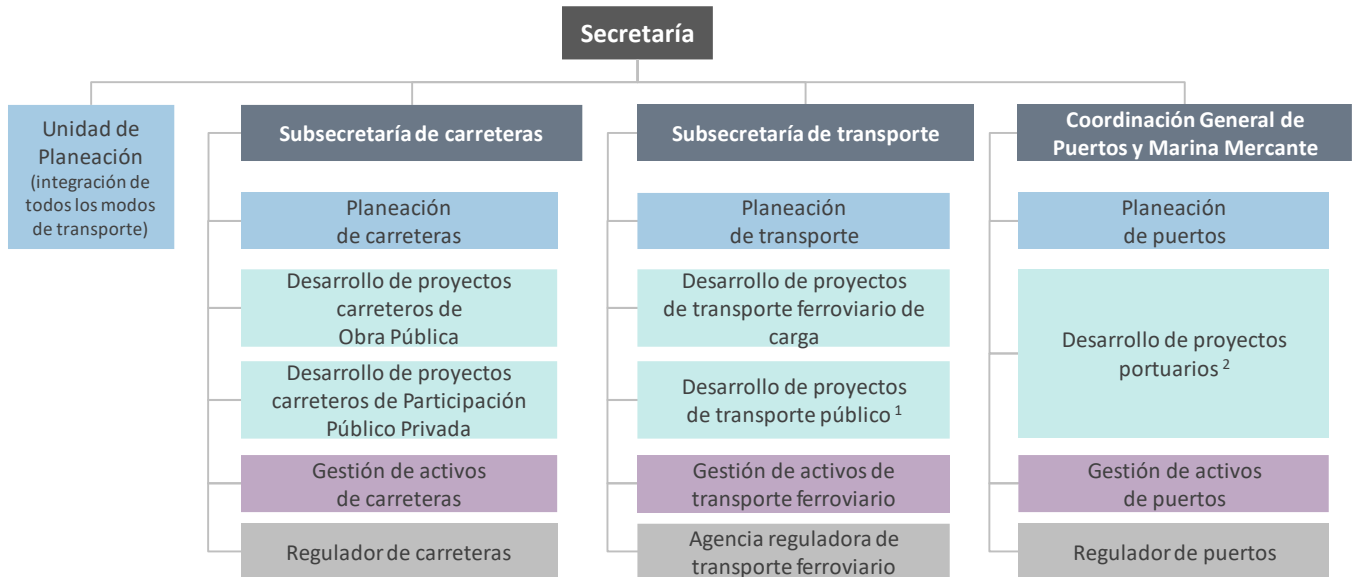 Secretaría
Unidad de
Planeación
(integración de
todos los modos
de transporte)
Subsecretaría de carreteras
Planeación
de carreteras
Desarrollo de proyectos
carreteros de
Obra Pública
Desarrollo de proyectos
carreteros de Participación
Público Privada
Gestión de activos
de carreteras
Regulador de carreteras
Subsecretaría de transporte
Planeación
de transporte
Desarrollo de proyectos
de transporte ferroviario de
carga
Desarrollo de proyectos
de transporte público 1
Gestión de activos de
transporte ferroviario
Agencia reguladora de
transporte ferroviario
Coordinación General de
Puertos y Marina Mercante
Planeación
de puertos
Desarrollo de proyectos
portuarios 2
Gestión de activos
de puertos
Regulador de puertos